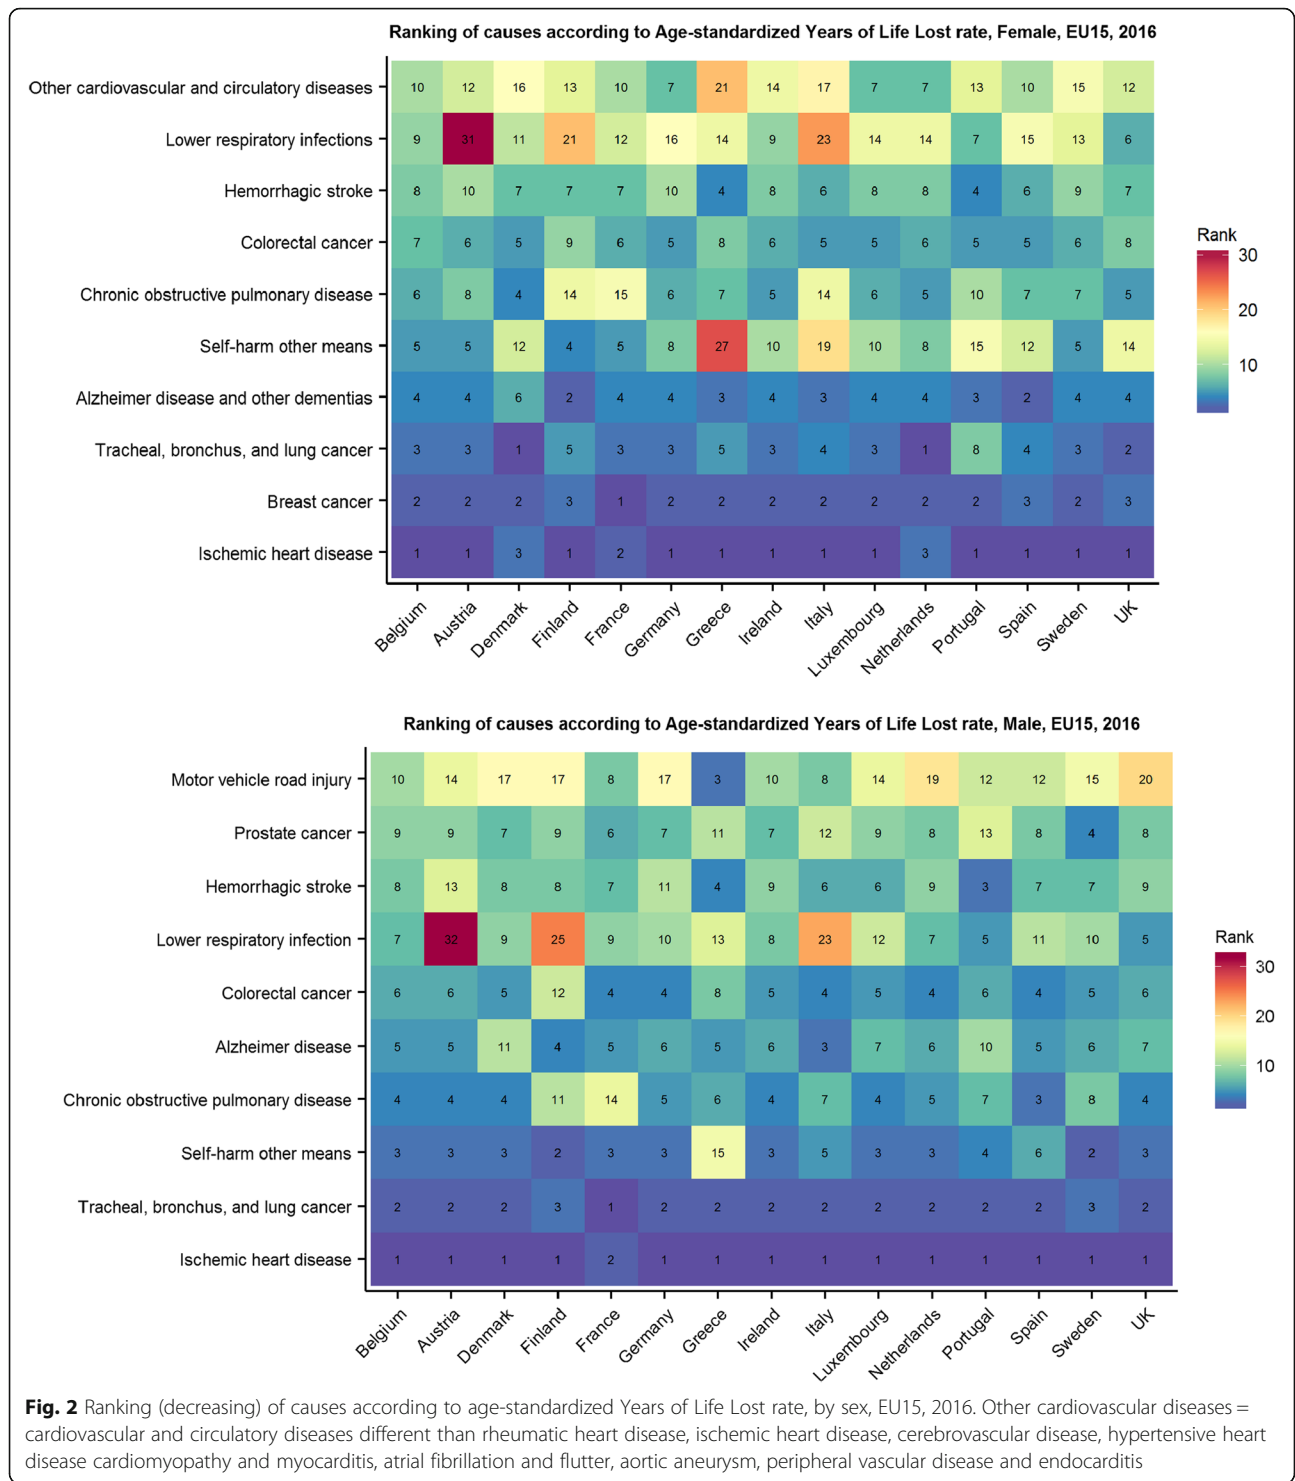 Ranking of causes according to Age-standardized Years of Life Lost rate, Female, EU15, 2016
Other cardiovascular and circulatory diseases 10 12 16 13 10 7 21 14 17 7 7 13 10 15 12
Lower respiratory infections 9 31 11 21 12 16 14 9 23 14 14 7 15 13 6
Hemorrhagic stroke 8 10 7 7 7 10 4 8 6 8 8 4 6 9 7
Colorectal cancer 7 6 5 9 6 5 8 6 5 5 6 5 5 6 8
Chronic obstructive pulmonary disease 6 8 4 14 15 6 7 5 14 6 5 10 7 7 5
Self-harm other means 5 5 12 4 5 8 27 10 19 10 8 15 12 5 14
Alzheimer disease and other dementias 4 4 6 2 4 4 3 4 3 4 4 3 2 4 4
Tracheal, bronchus, and lung cancer 3 3 1 5 3 3 5 3 4 3 1 8 4 3 2
Breast cancer 2 2 2 3 1 2 2 2 2 2 2 2 3 2 3
Ischemic heart disease 1 1 3 1 2 1 1 1 1 1 3 1 1 1 1
Belgium Austria Denmark Finland France Germany Greece Ireland Italy Luxembourg Netherlands Portugal Spain Sweden UK
Rank
30
20
10
Ranking of causes according to Age-standardized Years of Life Lost rate, Male, EU15, 2016
Motor vehicle road injury 10 14 17 17 8 17 3 10 8 14 19 12 12 15 20
Prostate cancer 9 9 7 9 6 7 11 7 12 9 8 13 8 4 8
Hemorrhagic stroke 8 13 8 8 7 11 4 9 6 6 9 3 7 7 9
Lower respiratory infection 7 32 9 25 9 10 13 8 23 12 7 5 11 10 5
Colorectal cancer 6 6 5 12 4 4 8 5 4 5 4 6 4 5 6
Alzheimer disease 5 5 11 4 5 6 5 6 3 7 6 10 5 6 7
Chronic obstructive pulmonary disease 4 4 4 11 14 5 6 4 7 4 5 7 3 8 4
Self-harm other means 3 3 3 2 3 3 15 3 5 3 3 4 6 2 3
Tracheal, bronchus, and lung cancer 2 2 2 3 1 2 2 2 2 2 2 2 2 3 2
Ischemic heart disease 1 1 1 1 2 1 1 1 1 1 1 1 1 1 1
Belgium Austria Denmark Finland France Germany Greece Ireland Italy Luxembourg Netherlands Portugal Spain Sweden UK
Rank
30
20
10
Fig. 2 Ranking (decreasing) of causes according to age-standardized Years of Life Lost rate, by sex, EU15, 2016. Other cardiovascular diseases =
cardiovascular and circulatory diseases different than rheumatic heart disease, ischemic heart disease, cerebrovascular disease, hypertensive heart
disease cardiomyopathy and myocarditis, atrial fibrillation and flutter, aortic aneurysm, peripheral vascular disease and endocarditis